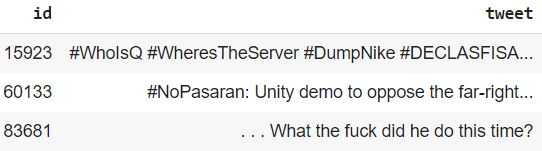 id tweet
15923 #WhoIsQ #WheresTheServer #DumpNike #DECLASFISA...
60133 #NoPasaran: Unity demo to oppose the far-right...
83681 . . . What the fuck did he do this time?